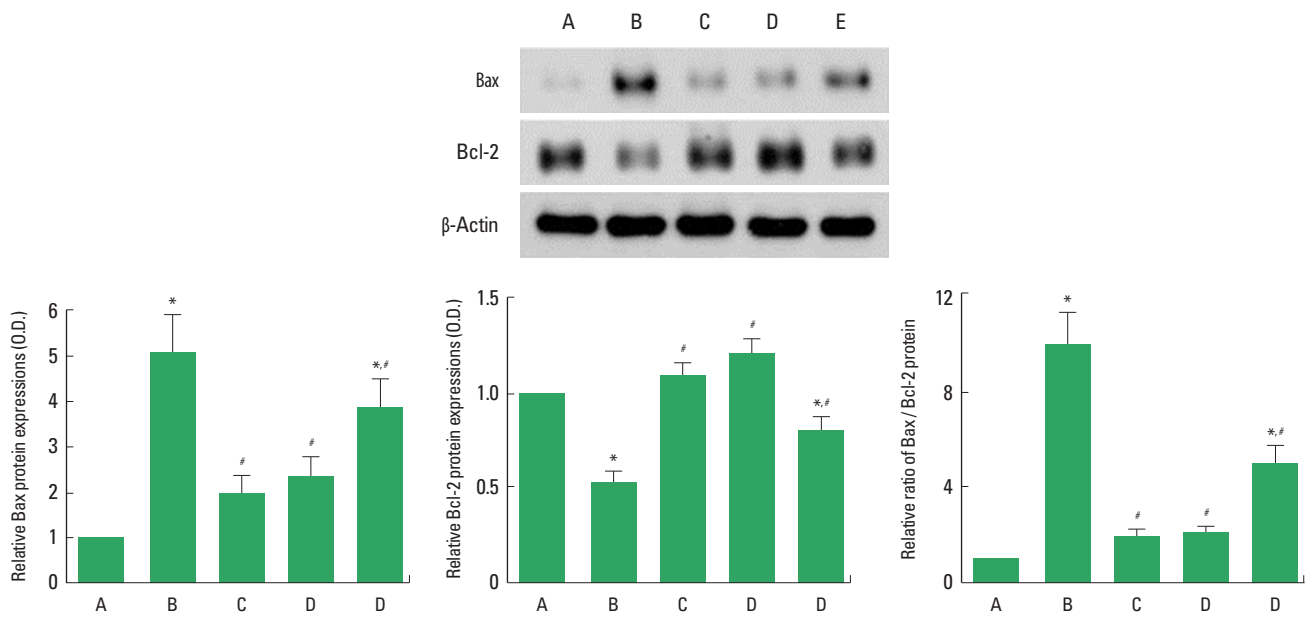 A B C D E
Bax
Bcl-2
β-Actin
Relative Bax protein expressions (O.D.)
6
5
4
3
2
1
0
*
#
#
*,#
A B C D D
Relative Bcl-2 protein expressions (O.D.)
1.5
1.0
0.5
0
*
#
#
*,#
A B C D D
Relative ratio of Bax / Bcl-2 protein
12
8
4
0
*
#
#
*,#
A B C D D